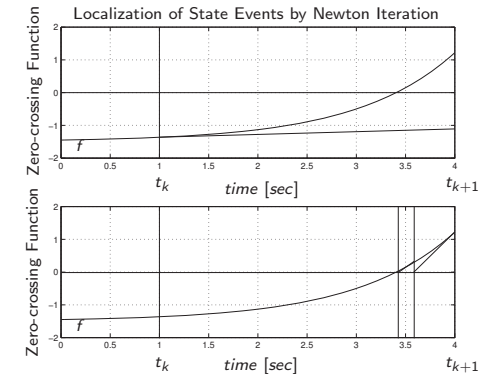 Localization of State Events by Newton Iteration
Zero-crossing Function
2
1
0
−1
−2
f
0 0.5 1 1.5 2 2.5 3 3.5 4
t_k time [sec] t_{k+1}
Zero-crossing Function
2
1
0
−1
−2
f
0 0.5 1 1.5 2 2.5 3 3.5 4
t_k time [sec] t_{k+1}